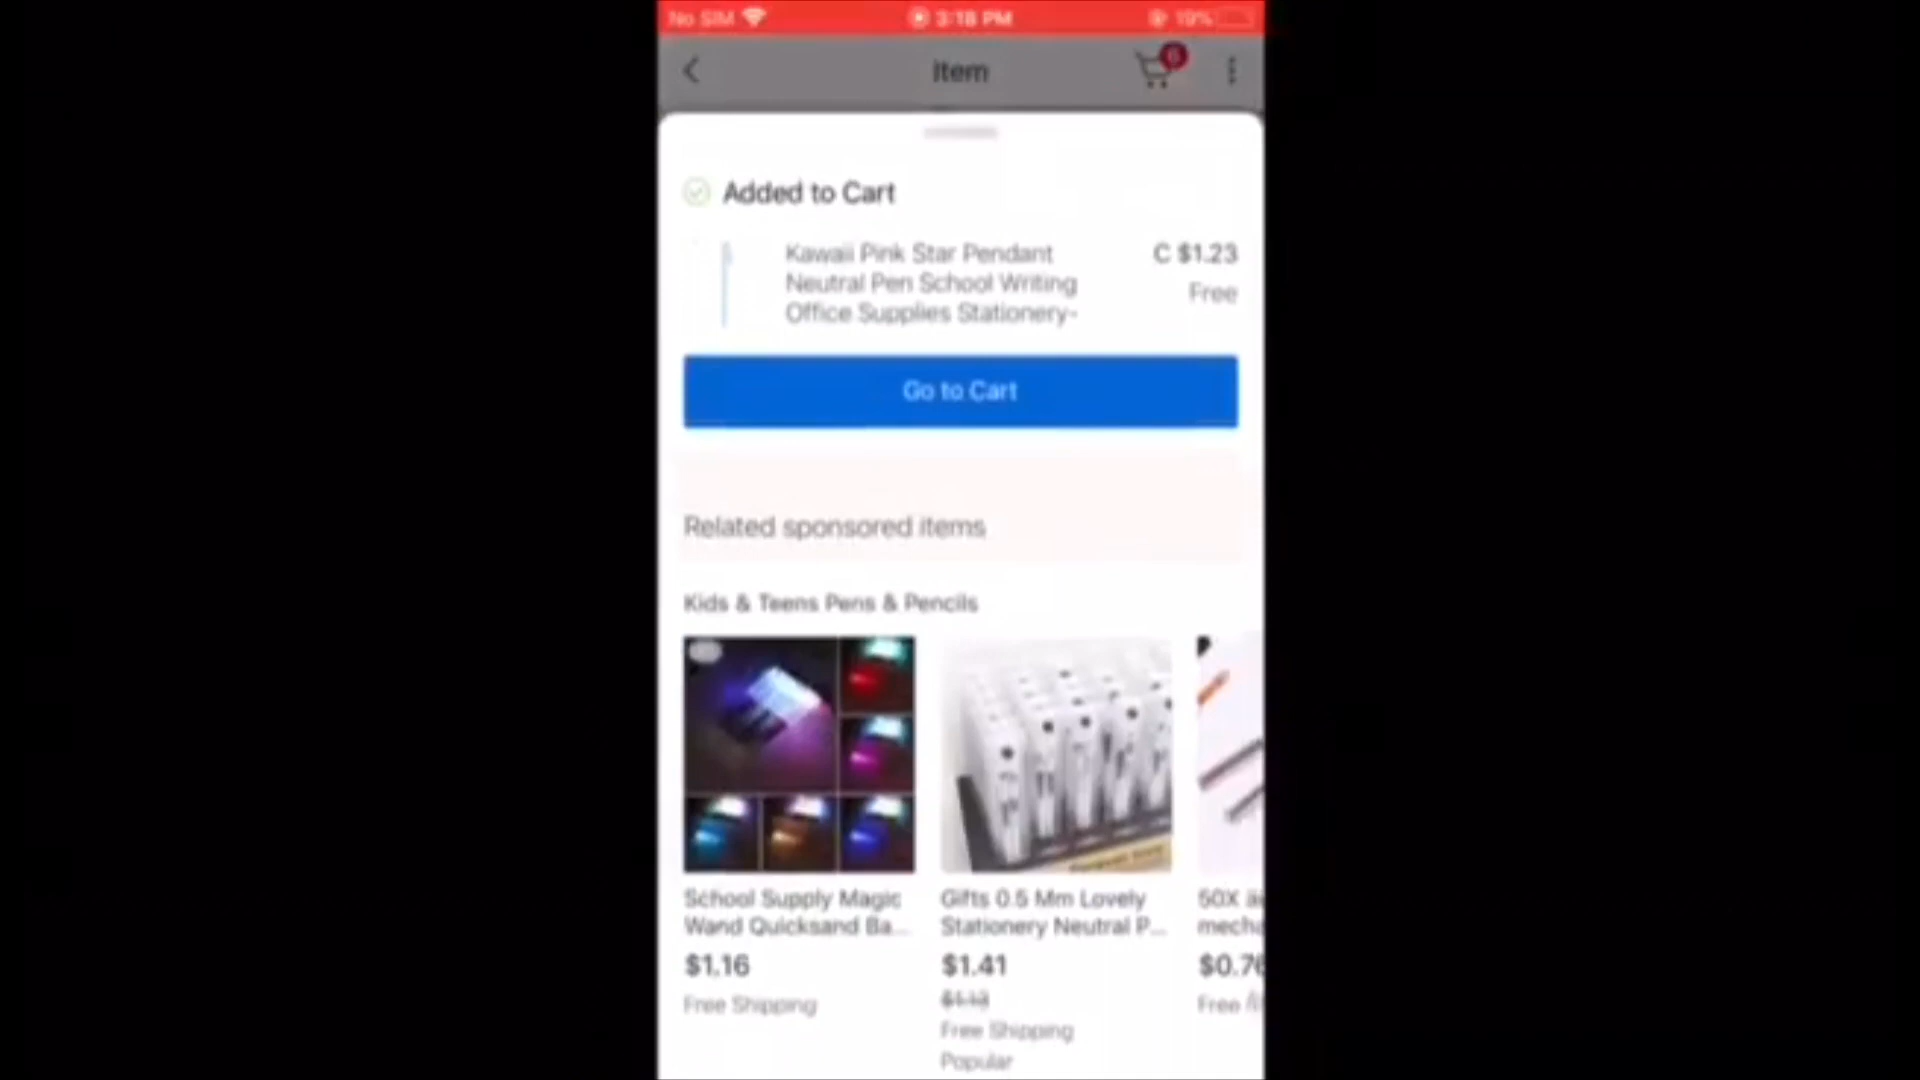 No SIM 3:18 PM 19%
Item
Added to Cart
Kawaii Pink Star Pendant C $1.23
Neutral Pen School Writing Free
Office Supplies Stationery-
Go to Cart
Related sponsored items
Kids & Teens Pens & Pencils
School Supply Magic
Wand Quicksand Ba...
$1.16
Free Shipping
Gifts 0.5 Mm Lovely
Stationery Neutral P...
$1.41
Free Shipping
Popular
50X
mecha
$0.76
Free